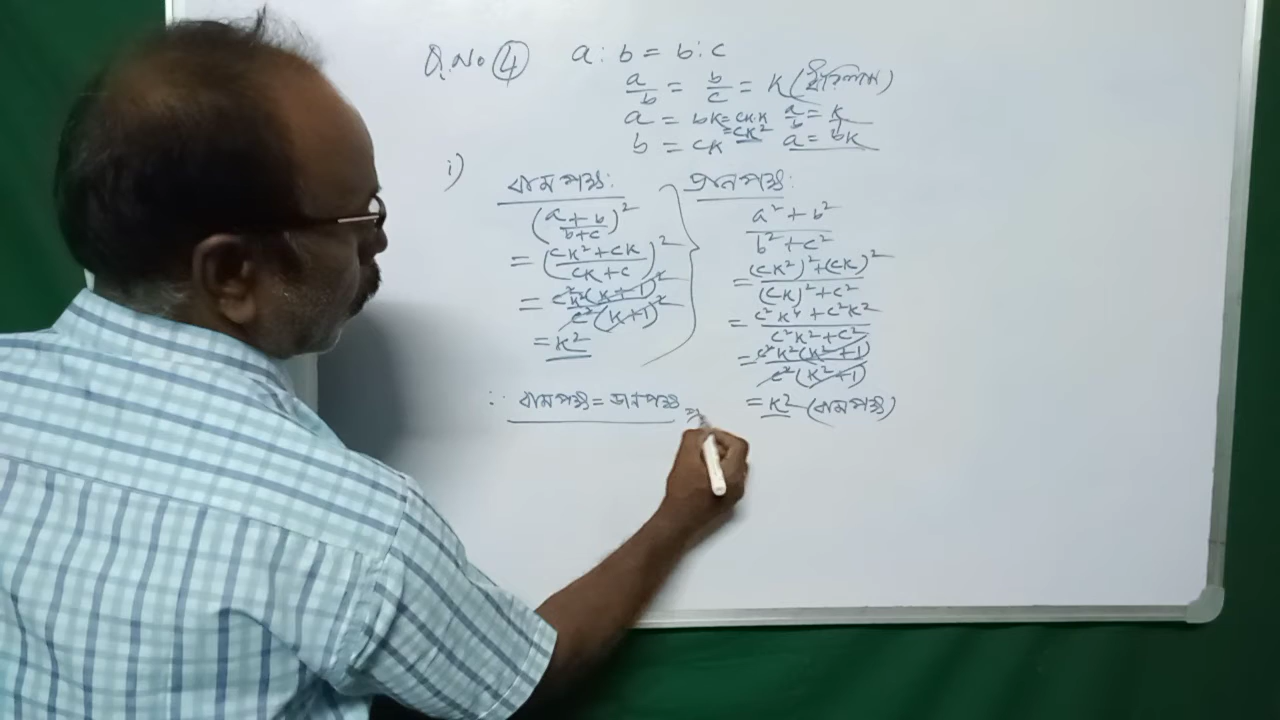 Q.No ④ a : b = b : c
a/b = b/c = K (ধরিলাম)
a = bK = cK.K a/b = K
= cK²
b = cK a = bK
i)
বামপক্ষ:
((a+b)/(b+c))²
= ((cK²+cK)/(cK+c))²
= c²K²(K+1)²/c²(K+1)²
= K²
∴ বামপক্ষ = ডানপক্ষ
ডানপক্ষ:
(a²+b²)/(b²+c²)
= ((cK²)²+(cK)²)/((cK)²+c²)
= (c²K⁴+c²K²)/(c²K²+c²)
= c²K²(K²+1)/c²(K²+1)
= K² (বামপক্ষ)